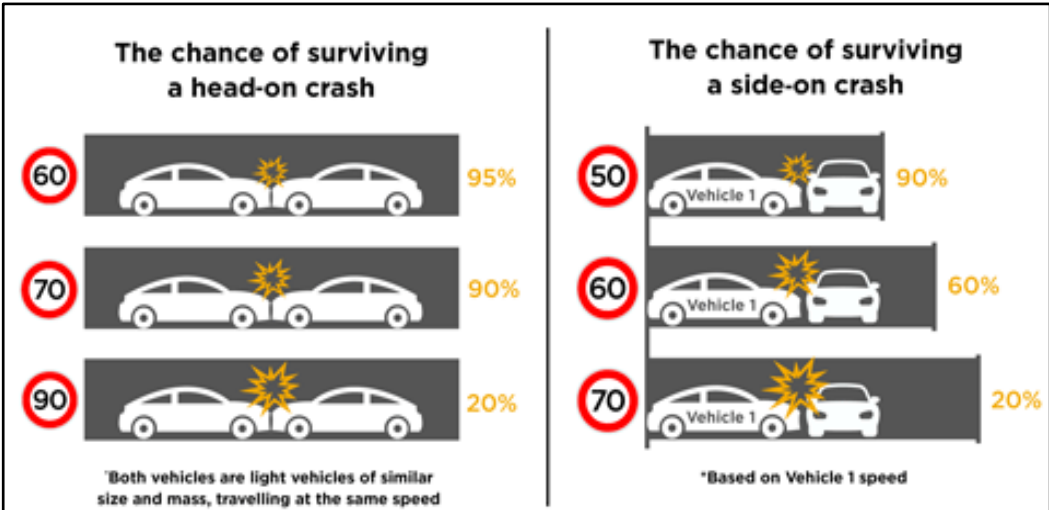 The chance of surviving
a head-on crash
60
95%
70
90%
90
20%
*Both vehicles are light vehicles of similar
size and mass, travelling at the same speed
The chance of surviving
a side-on crash
50
Vehicle 1
90%
60
Vehicle 1
60%
70
Vehicle 1
20%
*Based on Vehicle 1 speed